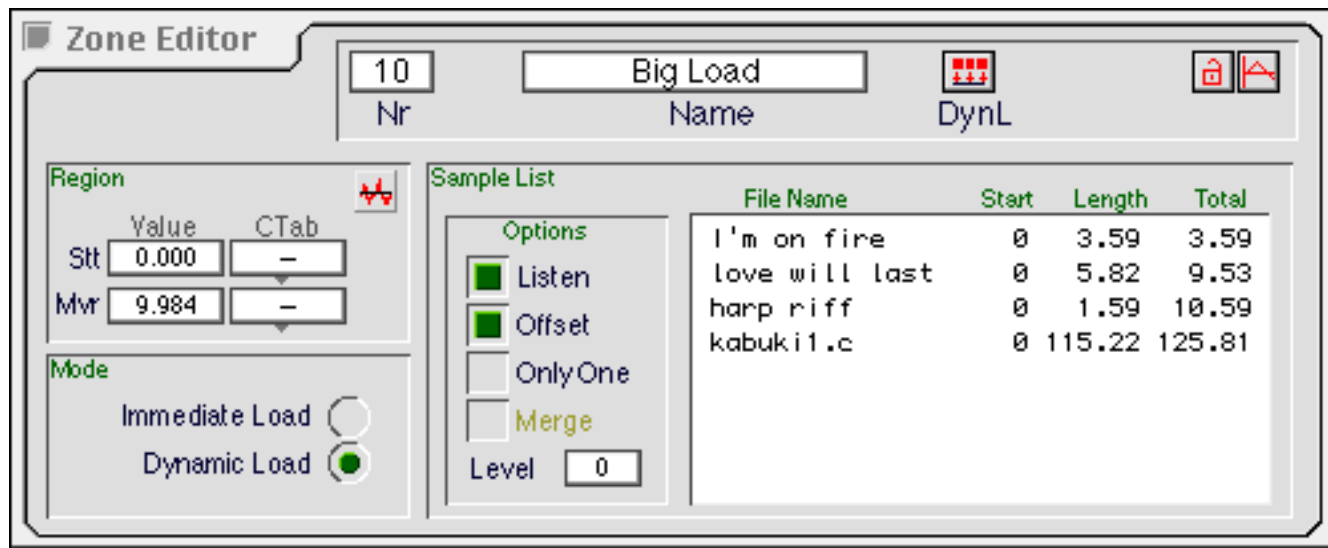 Zone Editor
10 Big Load
Nr Name DynL
Region
Value CTab
Stt 0.000 –
Mvr 9.984 –
Mode
Immediate Load
Dynamic Load
Sample List
Options
Listen
Offset
Only One
Merge
Level 0
File Name Start Length Total
I'm on fire 0 3.59 3.59
love will last 0 5.82 9.53
harp riff 0 1.59 10.59
kabuki1.c 0 115.22 125.81